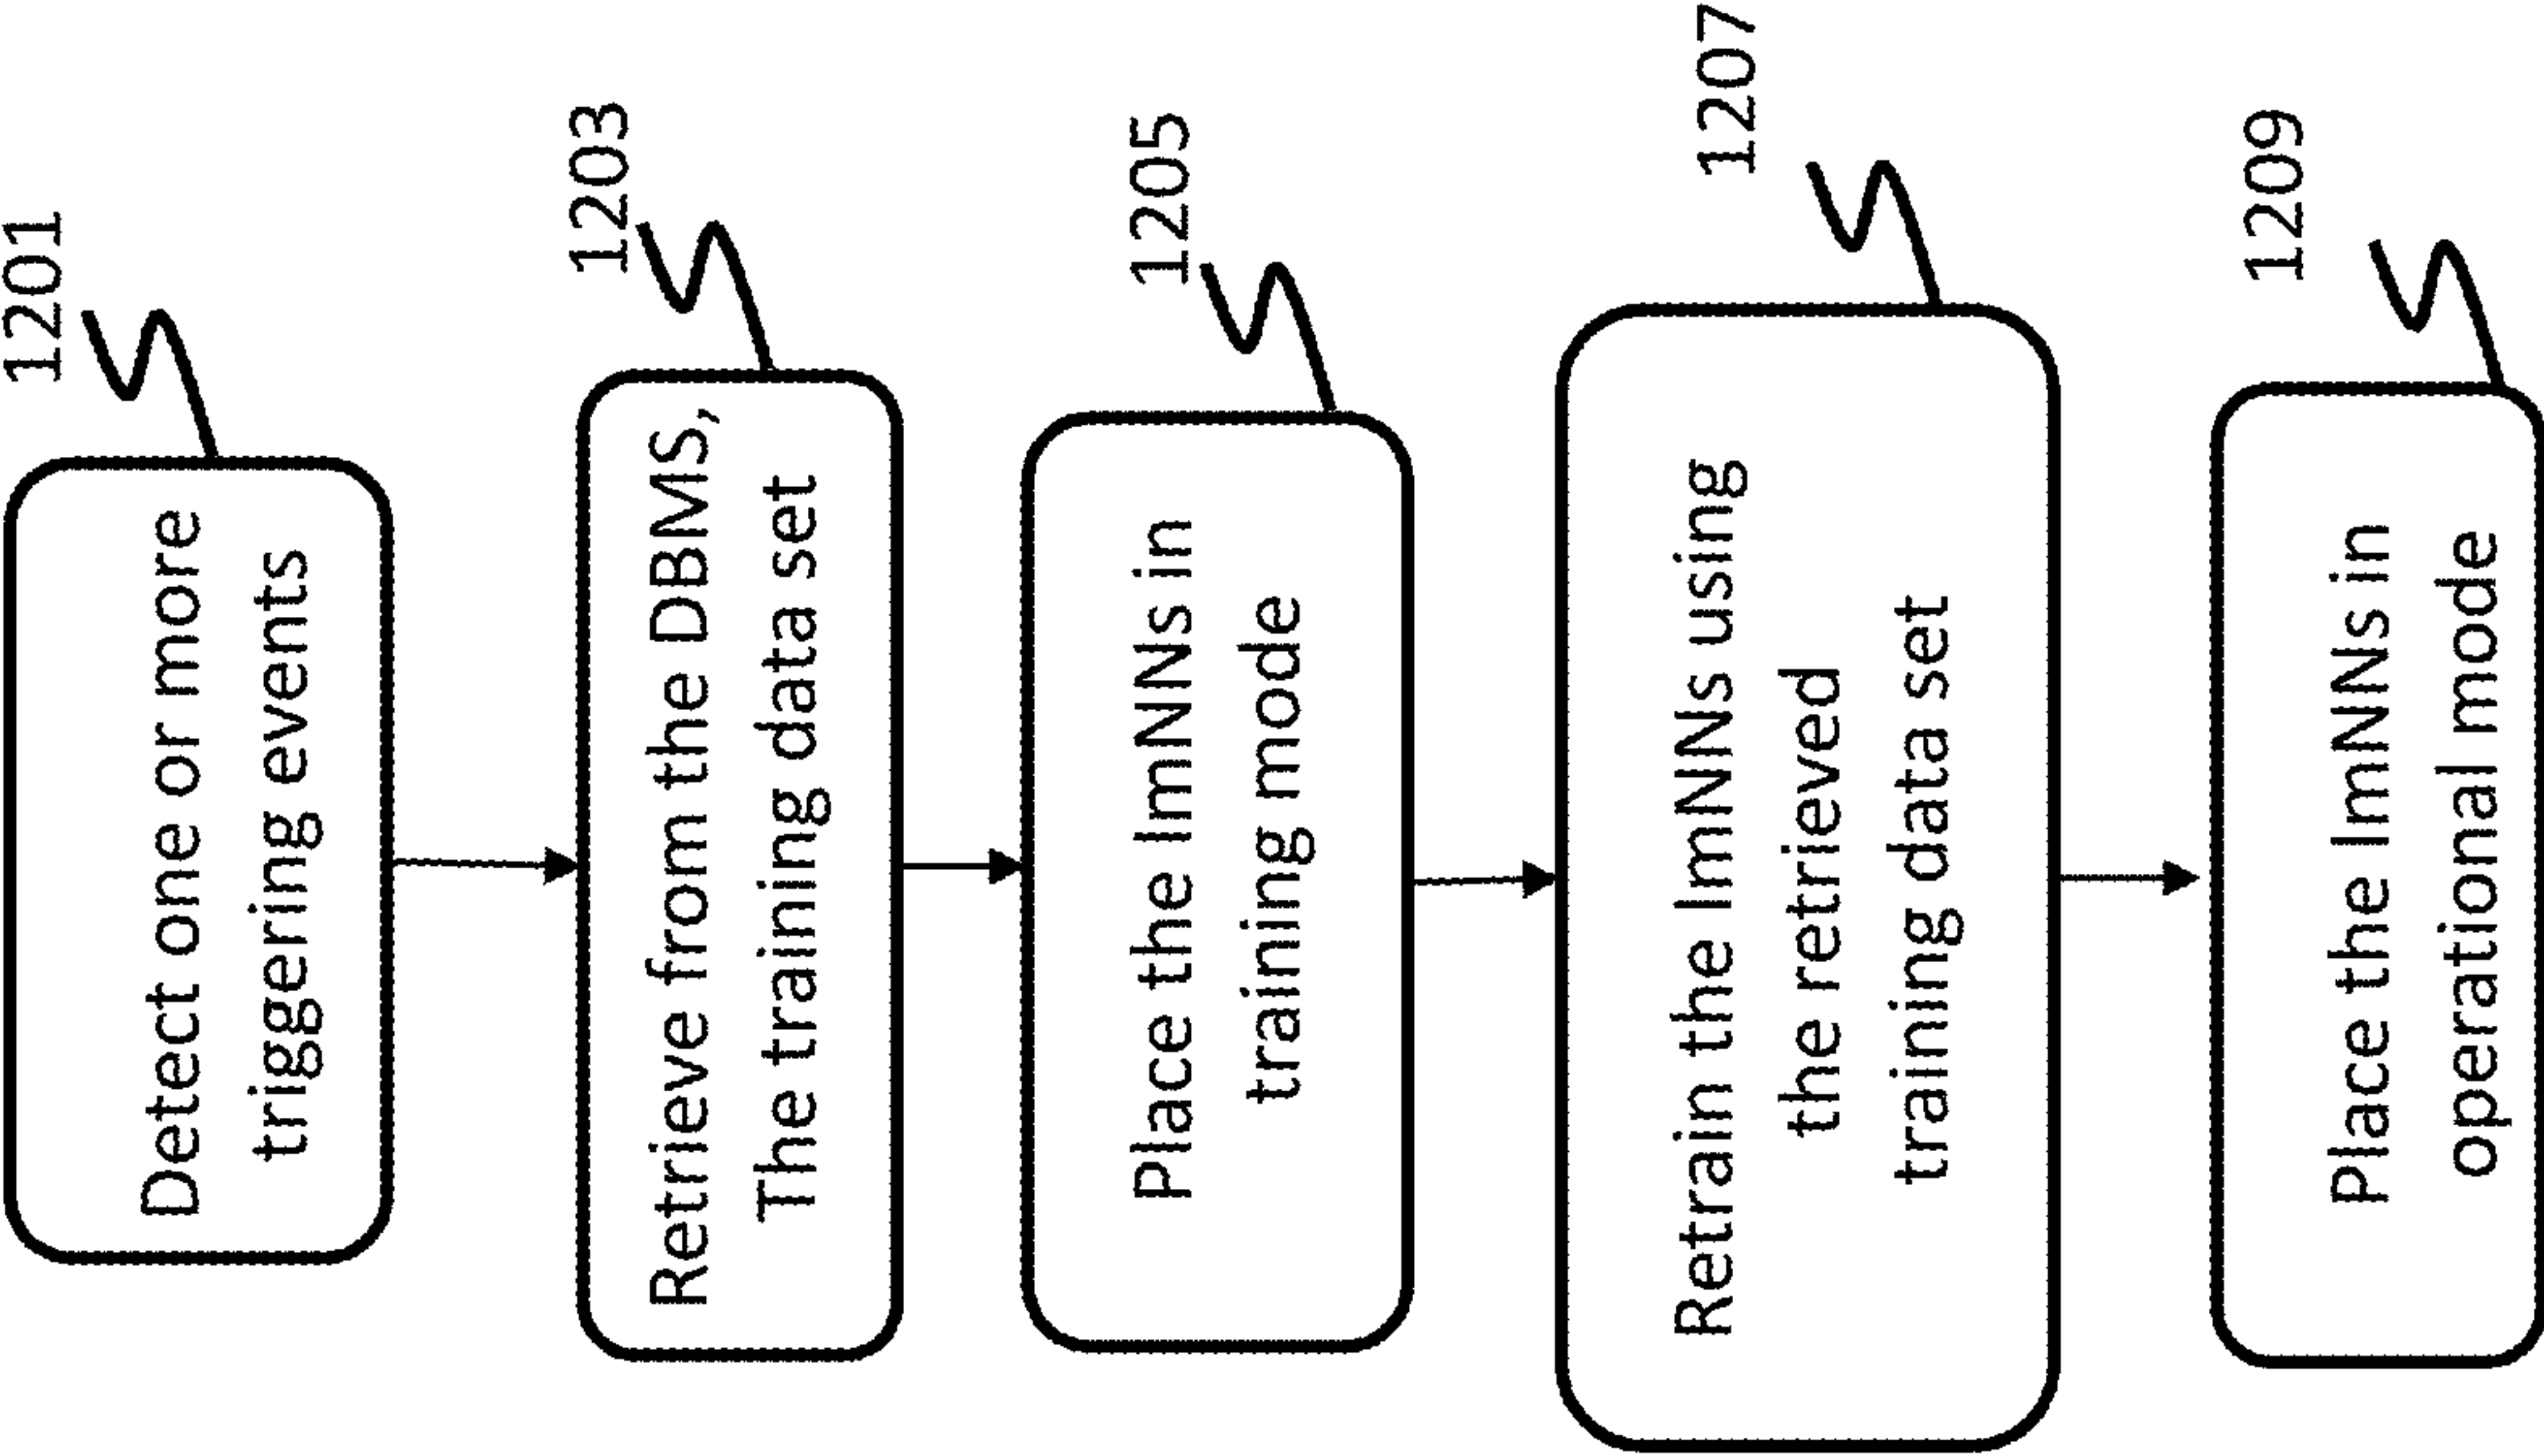 1201
Detect one or more
triggering events
1203
Retrieve from the DBMS,
The training data set
1205
Place the ImNNs in
training mode
1207
Retrain the ImNNs using
the retrieved
training data set
1209
Place the ImNNs in
operational mode